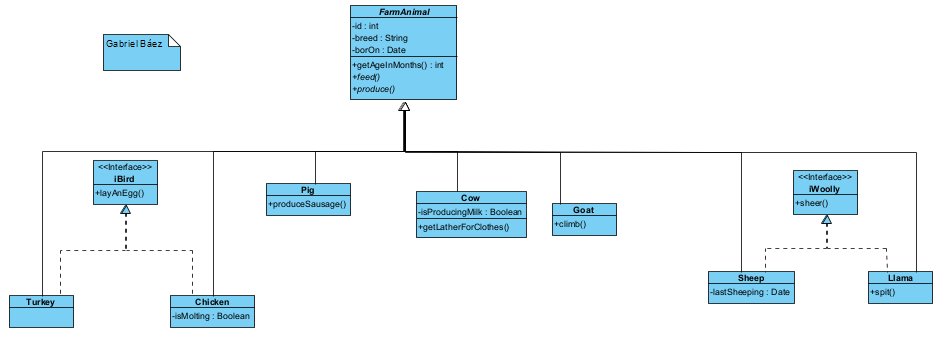 FarmAnimal
-id : int
-breed : String
-borOn : Date
+getAgeInMonths() : int
+feed()
+produce()
Gabriel Báez
<<Interface>>
iBird
+layAnEgg()
Pig
+produceSausage()
Cow
-isProducingMilk : Boolean
+getLatherForClothes()
Goat
+climb()
<<Interface>>
iWoolly
+sheer()
Turkey
Chicken
-isMolting : Boolean
Sheep
-lastSheeping : Date
Llama
+spit()